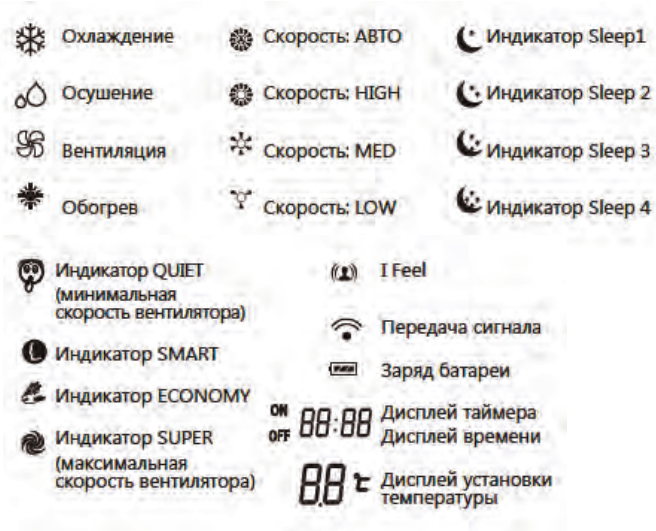 Охлаждение
Скорость: АВТО
Индикатор Sleep1
Осушение
Скорость: HIGH
Индикатор Sleep 2
Вентиляция
Скорость: MED
Индикатор Sleep 3
Обогрев
Скорость: LOW
Индикатор Sleep 4
Индикатор QUIET
(минимальная
скорость вентилятора)
Индикатор SMART
Индикатор ECONOMY
Индикатор SUPER
(максимальная
скорость вентилятора)
I Feel
Передача сигнала
Заряд батареи
ON
OFF
88:88
Дисплей таймера
Дисплей времени
8.8 °C
Дисплей установки
температуры